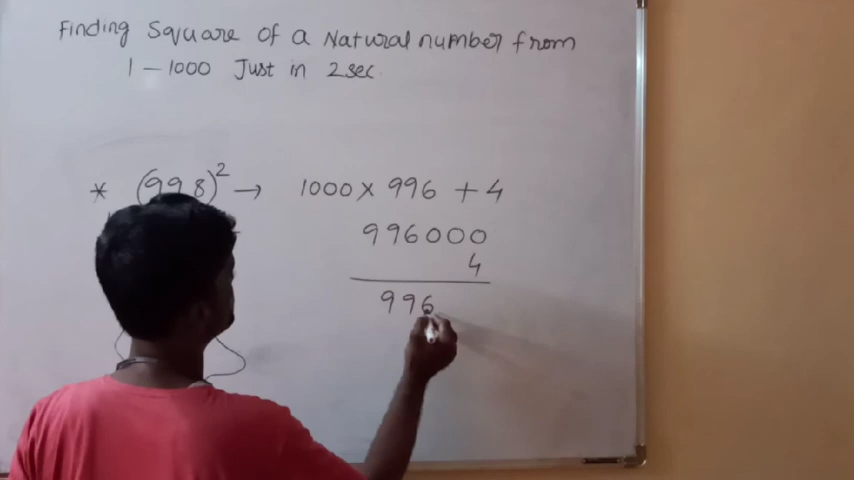 Finding Square of a Natural number from
1 - 1000 Just in 2 sec
* (998)² → 1000 x 996 + 4
996000
4
996